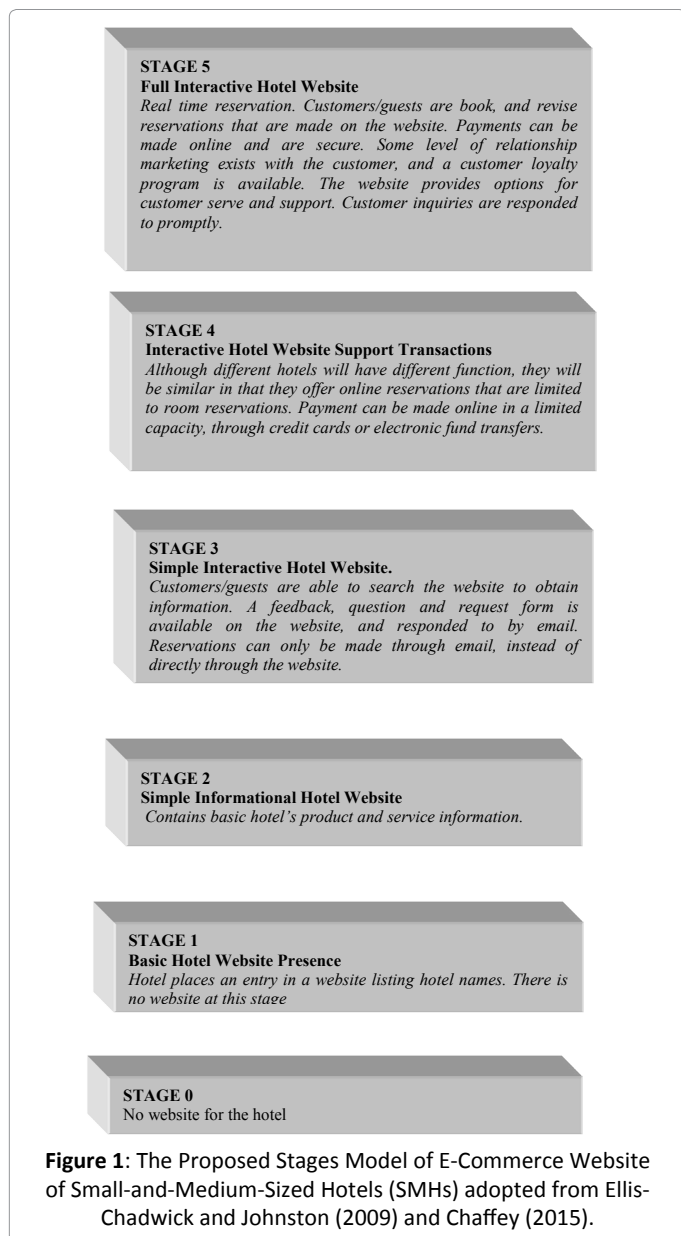 STAGE 5
Full Interactive Hotel Website
Real time reservation. Customers/guests are book, and revise
reservations that are made on the website. Payments can be
made online and are secure. Some level of relationship
marketing exists with the customer, and a customer loyalty
program is available. The website provides options for
customer serve and support. Customer inquiries are responded
to promptly.
STAGE 4
Interactive Hotel Website Support Transactions
Although different hotels will have different function, they will
be similar in that they offer online reservations that are limited
to room reservations. Payment can be made online in a limited
capacity, through credit cards or electronic fund transfers.
STAGE 3
Simple Interactive Hotel Website.
Customers/guests are able to search the website to obtain
information. A feedback, question and request form is
available on the website, and responded to by email.
Reservations can only be made through email, instead of
directly through the website.
STAGE 2
Simple Informational Hotel Website
Contains basic hotel's product and service information.
STAGE 1
Basic Hotel Website Presence
Hotel places an entry in a website listing hotel names. There is
no website at this stage
STAGE 0
No website for the hotel
Figure 1: The Proposed Stages Model of E-Commerce Website
of Small-and-Medium-Sized Hotels (SMHs) adopted from Ellis-
Chadwick and Johnston (2009) and Chaffey (2015).